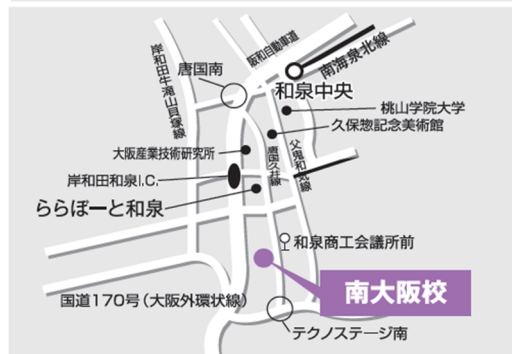 阪和自動車道
南海泉北線
岸和田牛滝山貝塚線
唐国南
和泉中央
桃山学院大学
久保惣記念美術館
大阪産業技術研究所
唐国久井線
父鬼和気線
岸和田和泉I.C.
ららぽーと和泉
和泉商工会議所前
国道170号（大阪外環状線）
南大阪校
テクノステージ南